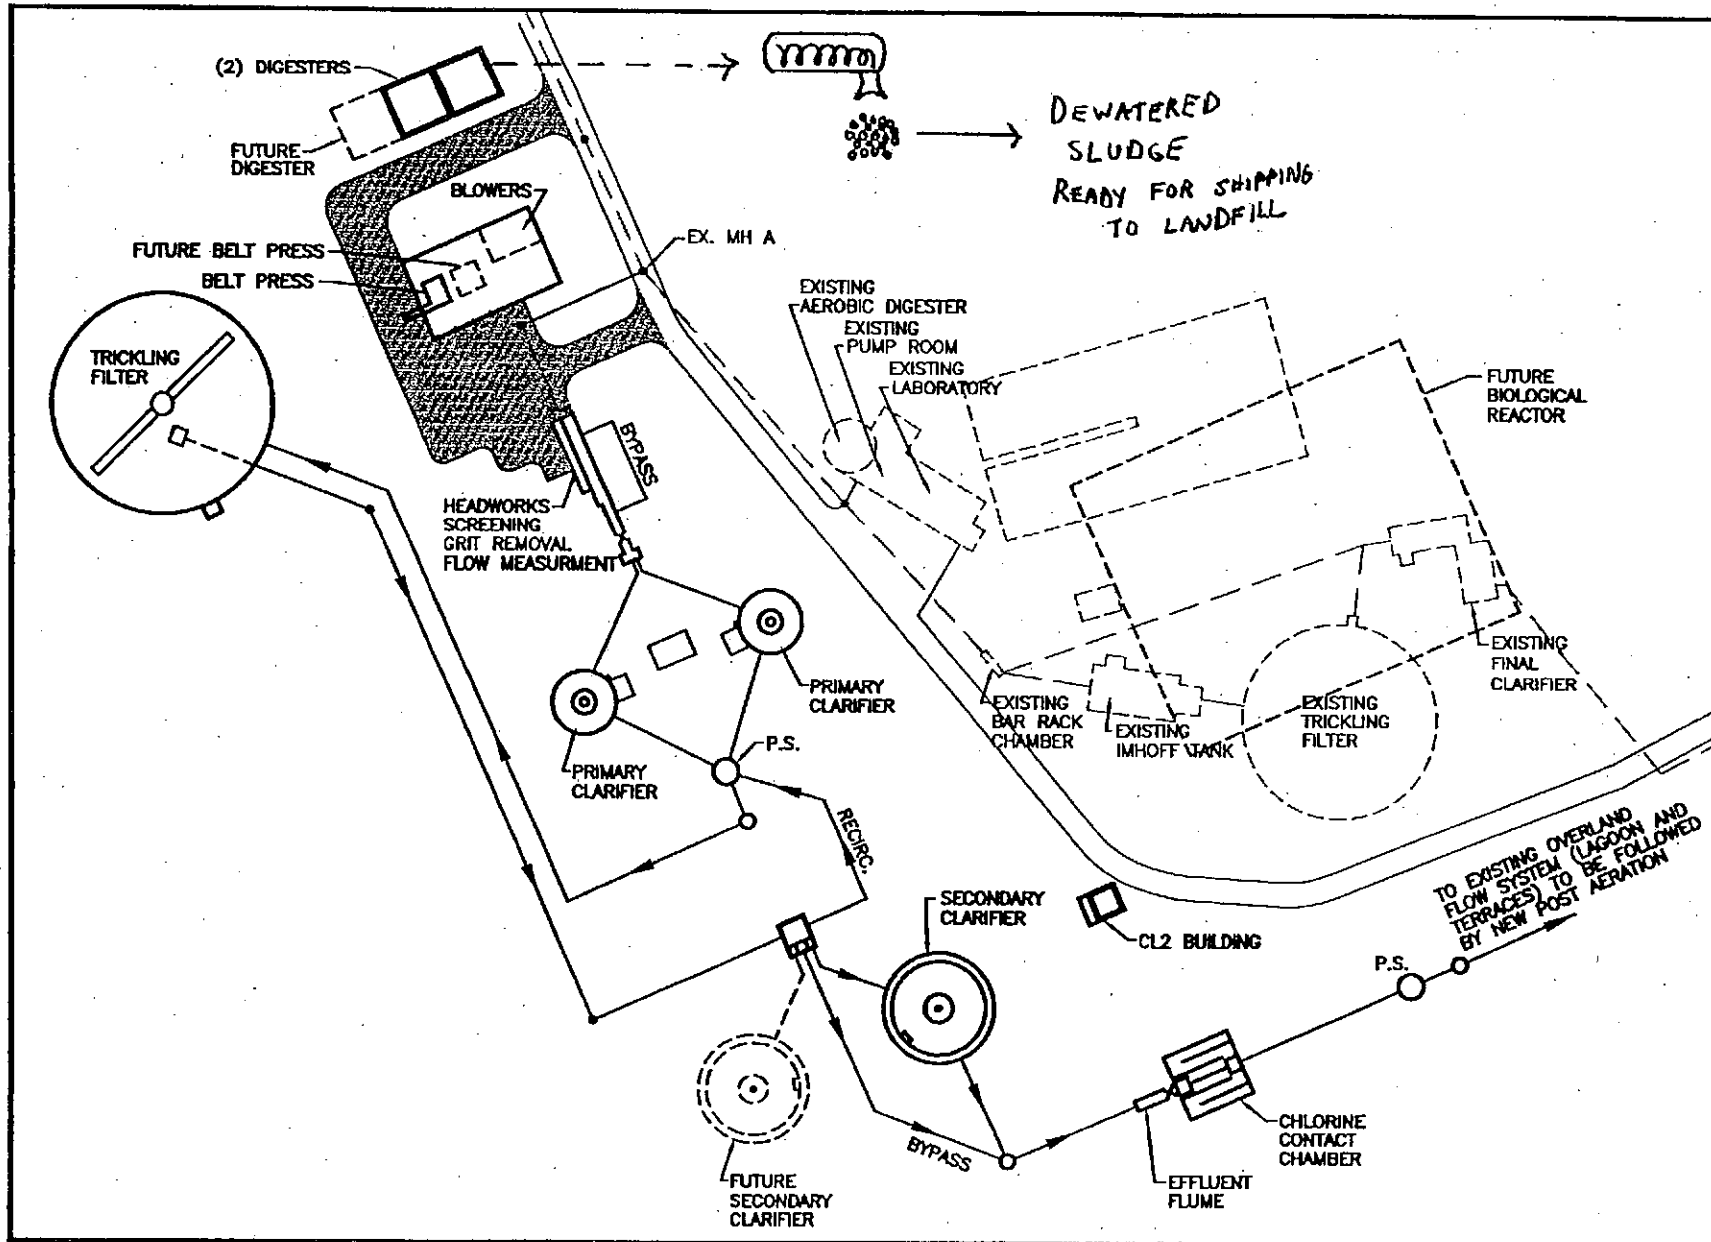 (2) DIGESTERS
FUTURE
DIGESTER
BLOWERS
FUTURE BELT PRESS
BELT PRESS
EX. MH A
DEWATERED
SLUDGE
READY FOR SHIPPING
TO LANDFILL
TRICKLING
FILTER
BYPASS
HEADWORKS
SCREENING
GRIT REMOVAL
FLOW MEASURMENT
EXISTING
AEROBIC DIGESTER
EXISTING
PUMP ROOM
EXISTING
LABORATORY
FUTURE
BIOLOGICAL
REACTOR
PRIMARY
CLARIFIER
PRIMARY
CLARIFIER
P.S.
RECIRC.
EXISTING
BAR RACK
CHAMBER
EXISTING
IMHOFF TANK
EXISTING
TRICKLING
FILTER
EXISTING
FINAL
CLARIFIER
SECONDARY
CLARIFIER
CL2 BUILDING
TO EXISTING OVERLAND
FLOW SYSTEM (LAGOON AND
TERRACES) TO BE FOLLOWED
BY NEW POST AERATION
P.S.
BYPASS
FUTURE
SECONDARY
CLARIFIER
CHLORINE
CONTACT
CHAMBER
EFFLUENT
FLUME